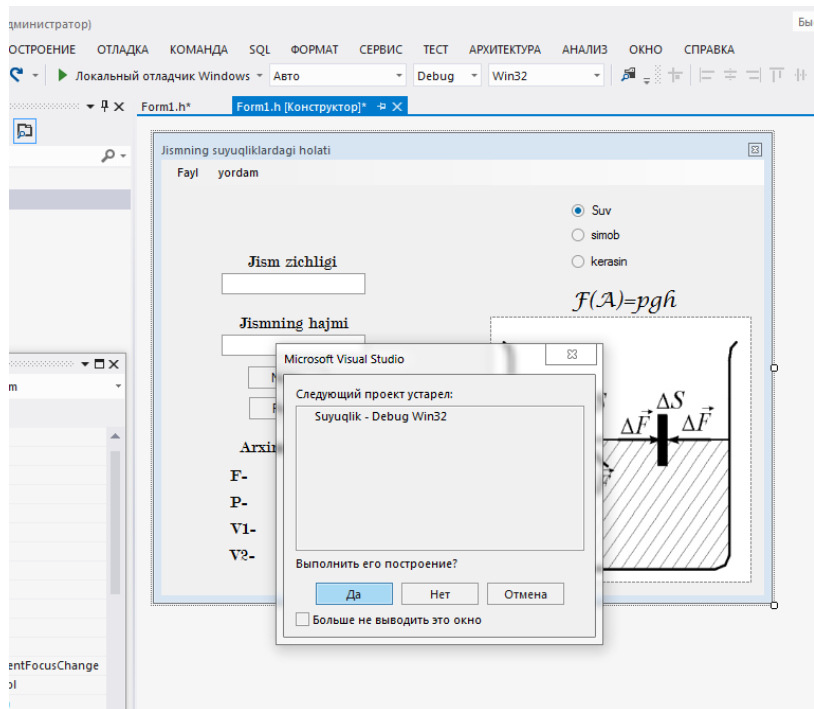 дминистратор)
Бы
ОСТРОЕНИЕ ОТЛАДКА КОМАНДА SQL ФОРМАТ СЕРВИС ТЕСТ АРХИТЕКТУРА АНАЛИЗ ОКНО СПРАВКА
Локальный отладчик Windows Авто Debug Win32
Form1.h* Form1.h [Конструктор]*
Jismning suyuqliklardagi holati
Fayl yordam
Suv
simob
kerasin
Jism zichligi
F(A)=pgh
Jismning hajmi
Microsoft Visual Studio
Следующий проект устарел:
Suyuqlik - Debug Win32
ΔS
ΔF ΔF
Arxi
F-
P-
V1-
V2-
Выполнить его построение?
Да Нет Отмена
Больше не выводить это окно
m
entFocusChange
ol